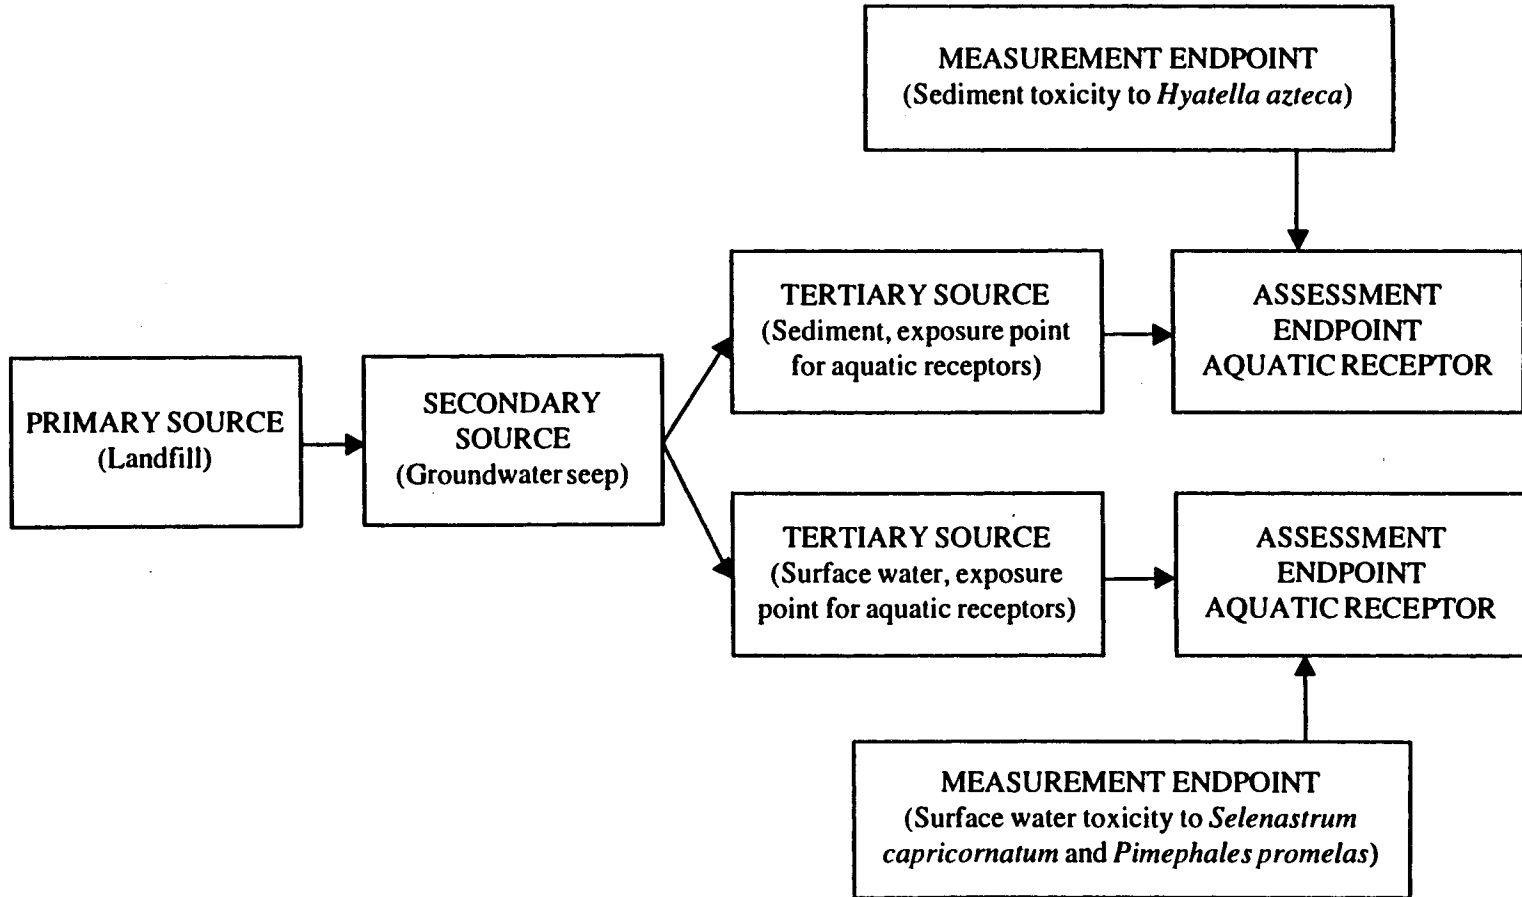 MEASUREMENT ENDPOINT
(Sediment toxicity to Hyatella azteca)
TERTIARY SOURCE
(Sediment, exposure point
for aquatic receptors)
ASSESSMENT
ENDPOINT
AQUATIC RECEPTOR
PRIMARY SOURCE
(Landfill)
SECONDARY
SOURCE
(Groundwater seep)
TERTIARY SOURCE
(Surface water, exposure
point for aquatic receptors)
ASSESSMENT
ENDPOINT
AQUATIC RECEPTOR
MEASUREMENT ENDPOINT
(Surface water toxicity to Selenastrum
capricornatum and Pimephales promelas)